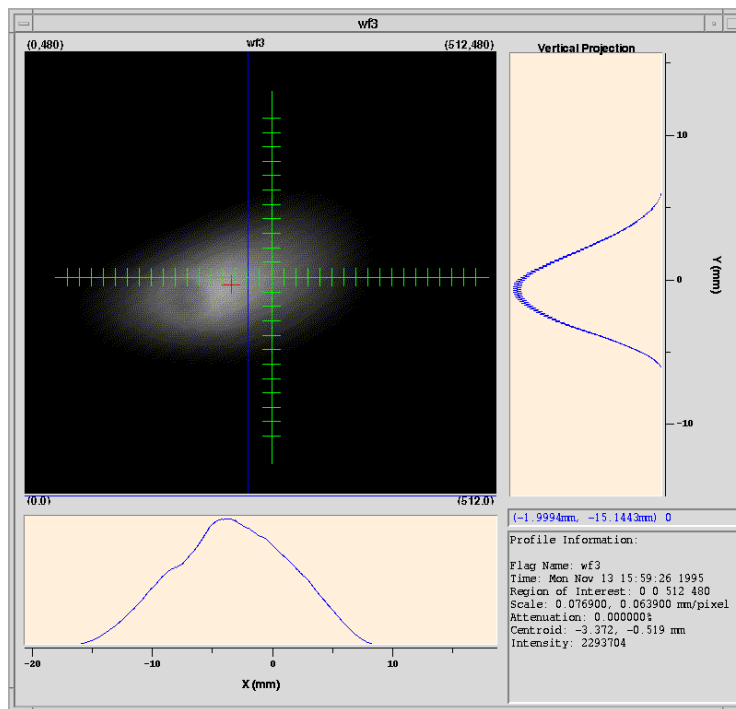 wf3
(0,480) wf3 (512,480)
Vertical Projection
10
0
Y (mm)
-10
(0.0) (512.0)
(-1.9994mm, -15.1443mm) 0
Profile Information:
Flag Name: wf3
Time: Mon Nov 13 15:59:26 1995
Region of Interest: 0 0 512 480
Scale: 0.076900, 0.063900 mm/pixel
Attenuation: 0.000000%
Centroid: -3.372, -0.519 mm
Intensity: 2293704
-20 -10 0 10
X (mm)